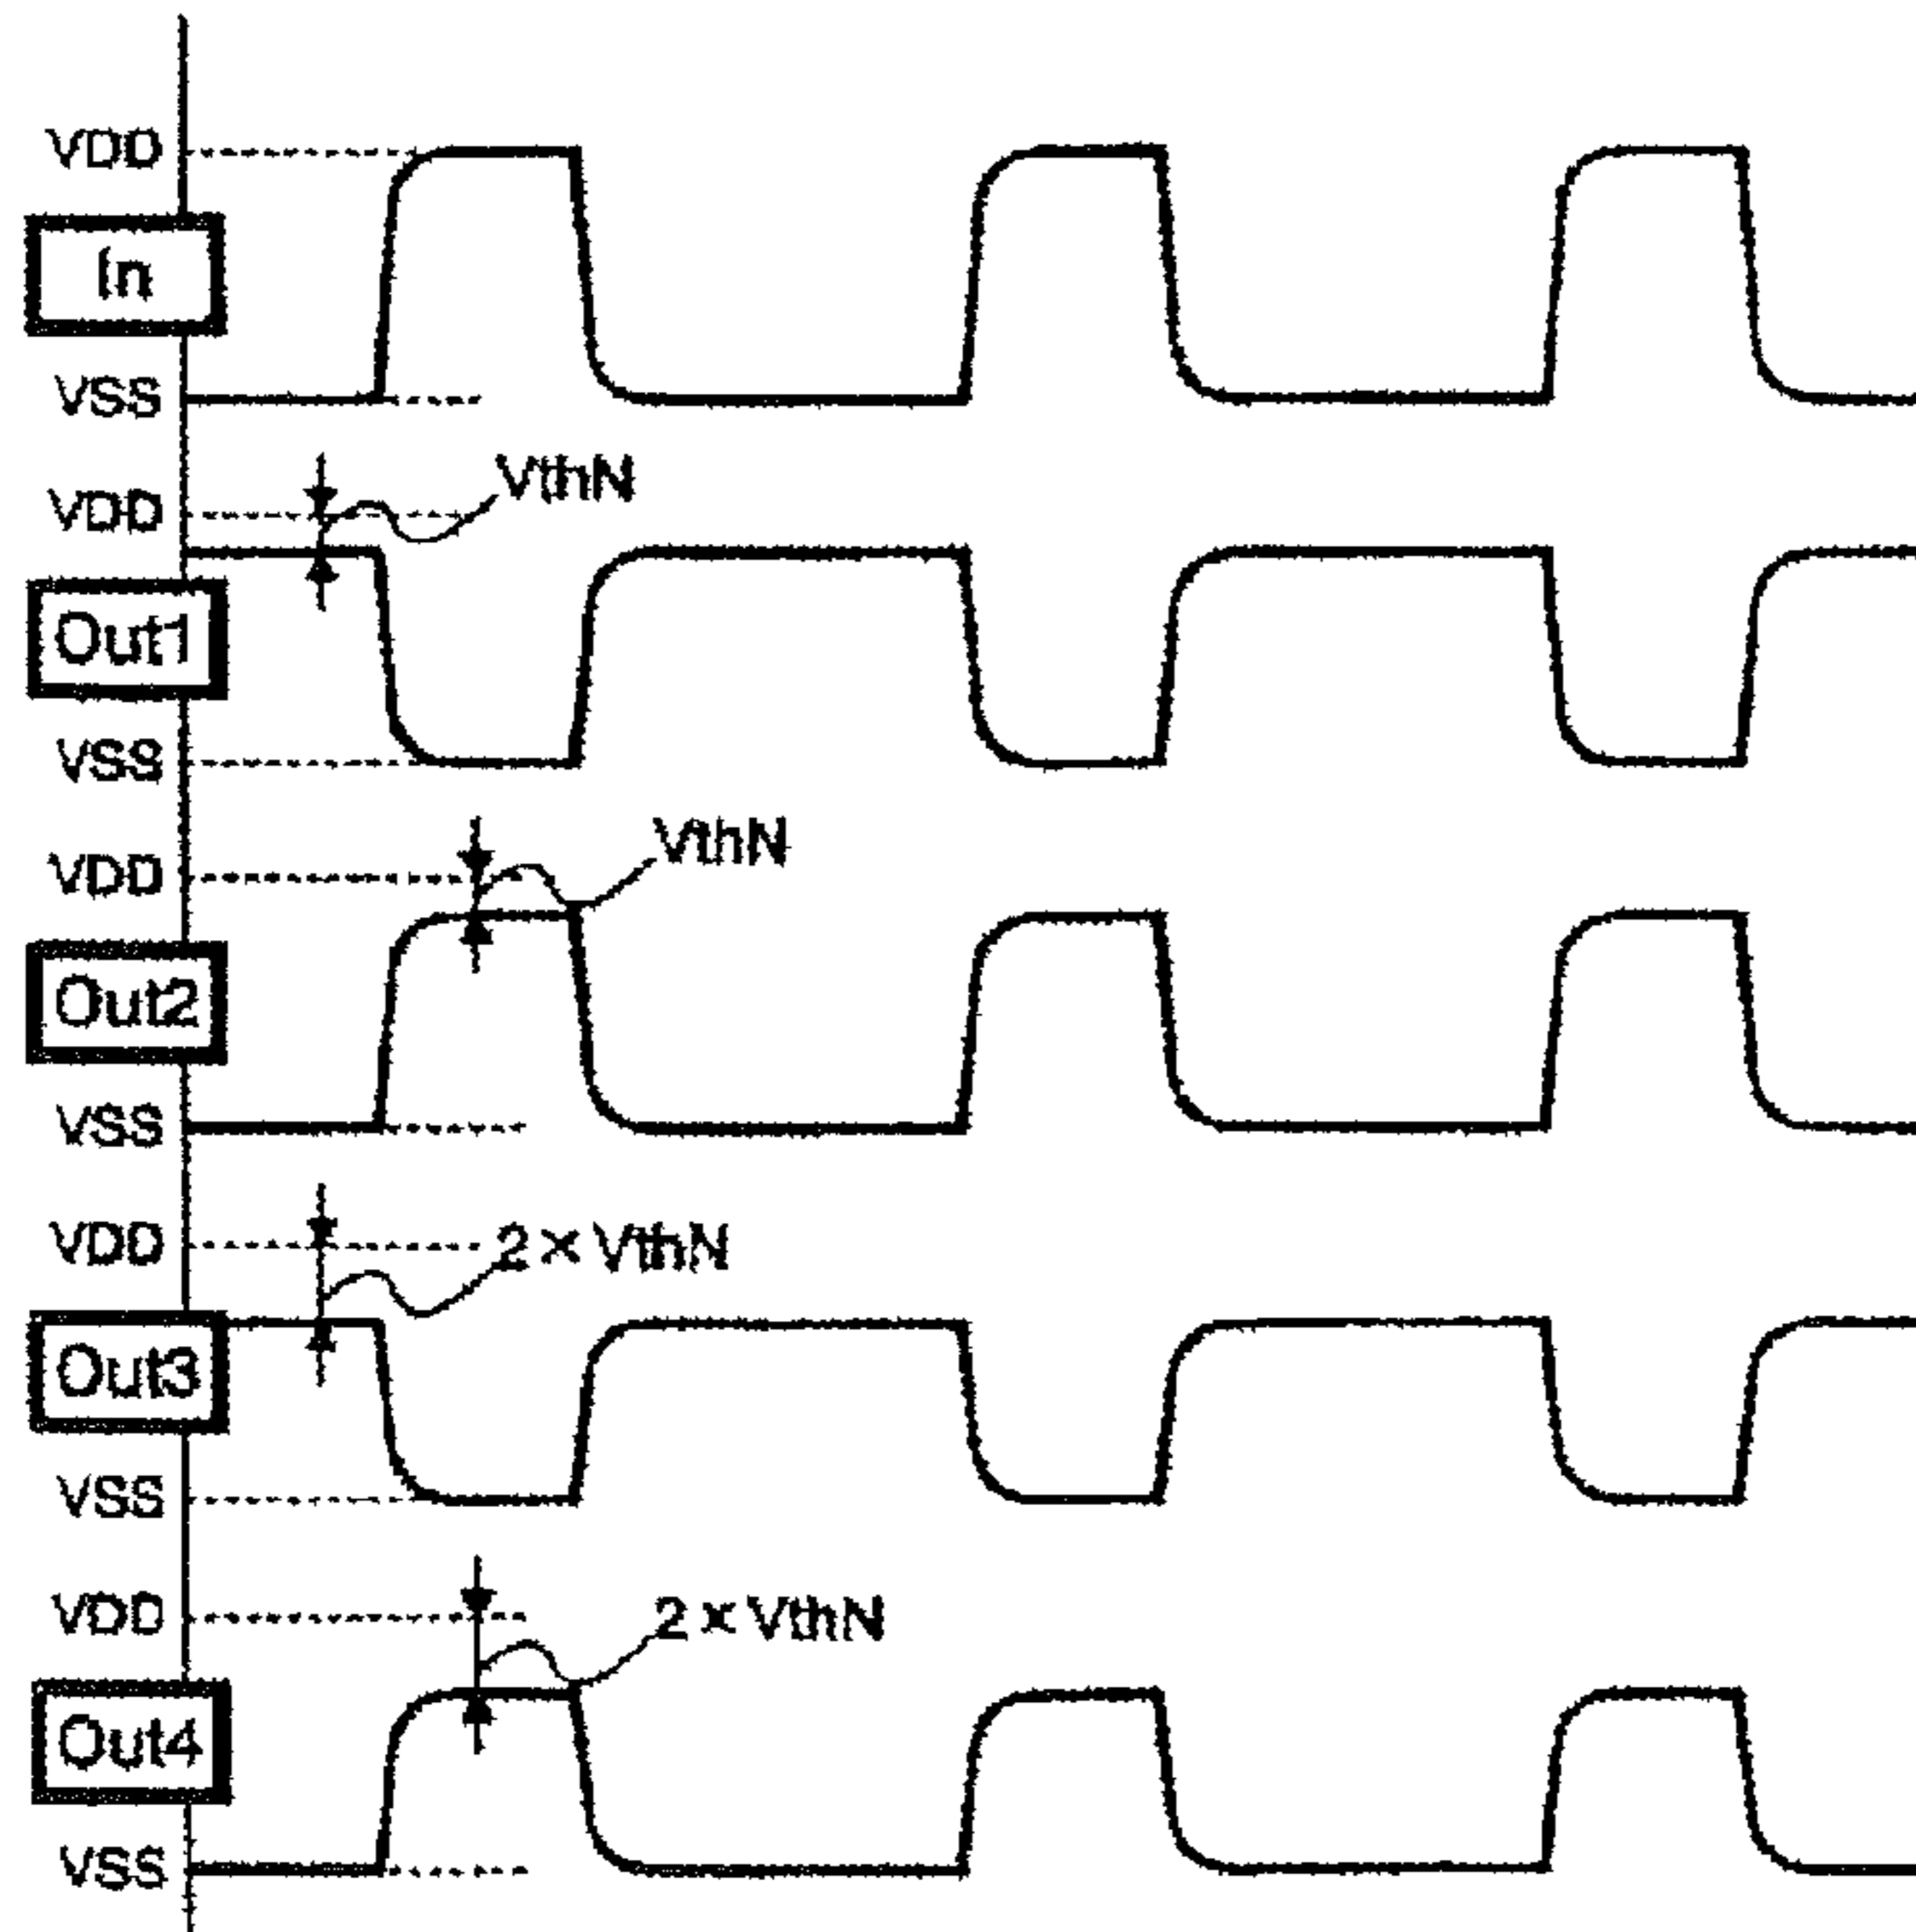 VDD
In
VSS
VthN
VDD
Out1
VSS
VthN
VDD
Out2
VSS
VDD
2 × VthN
Out3
VSS
VDD
2 × VthN
Out4
VSS